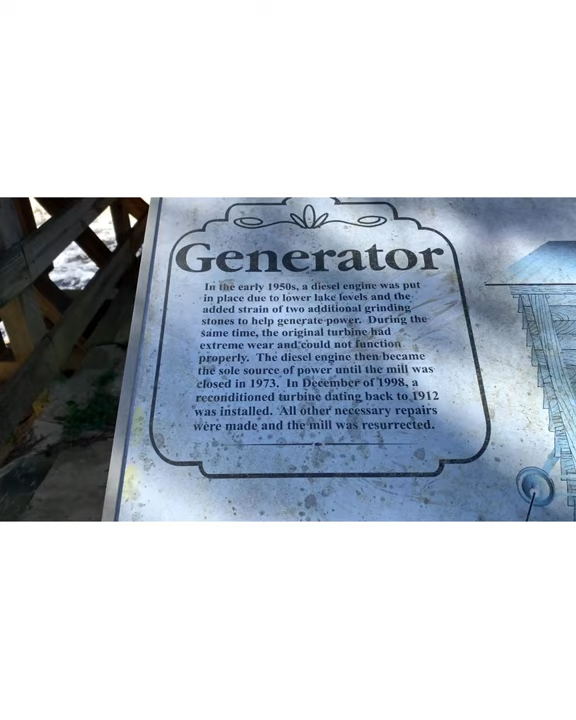 Generator
In the early 1950s, a diesel engine was put
in place due to lower lake levels and the
added strain of two additional grinding
stones to help generate power. During the
same time, the original turbine had
extreme wear and could not function
properly. The diesel engine then became
the sole source of power until the mill was
closed in 1973. In December of 1998, a
reconditioned turbine dating back to 1912
was installed. All other necessary repairs
were made and the mill was resurrected.